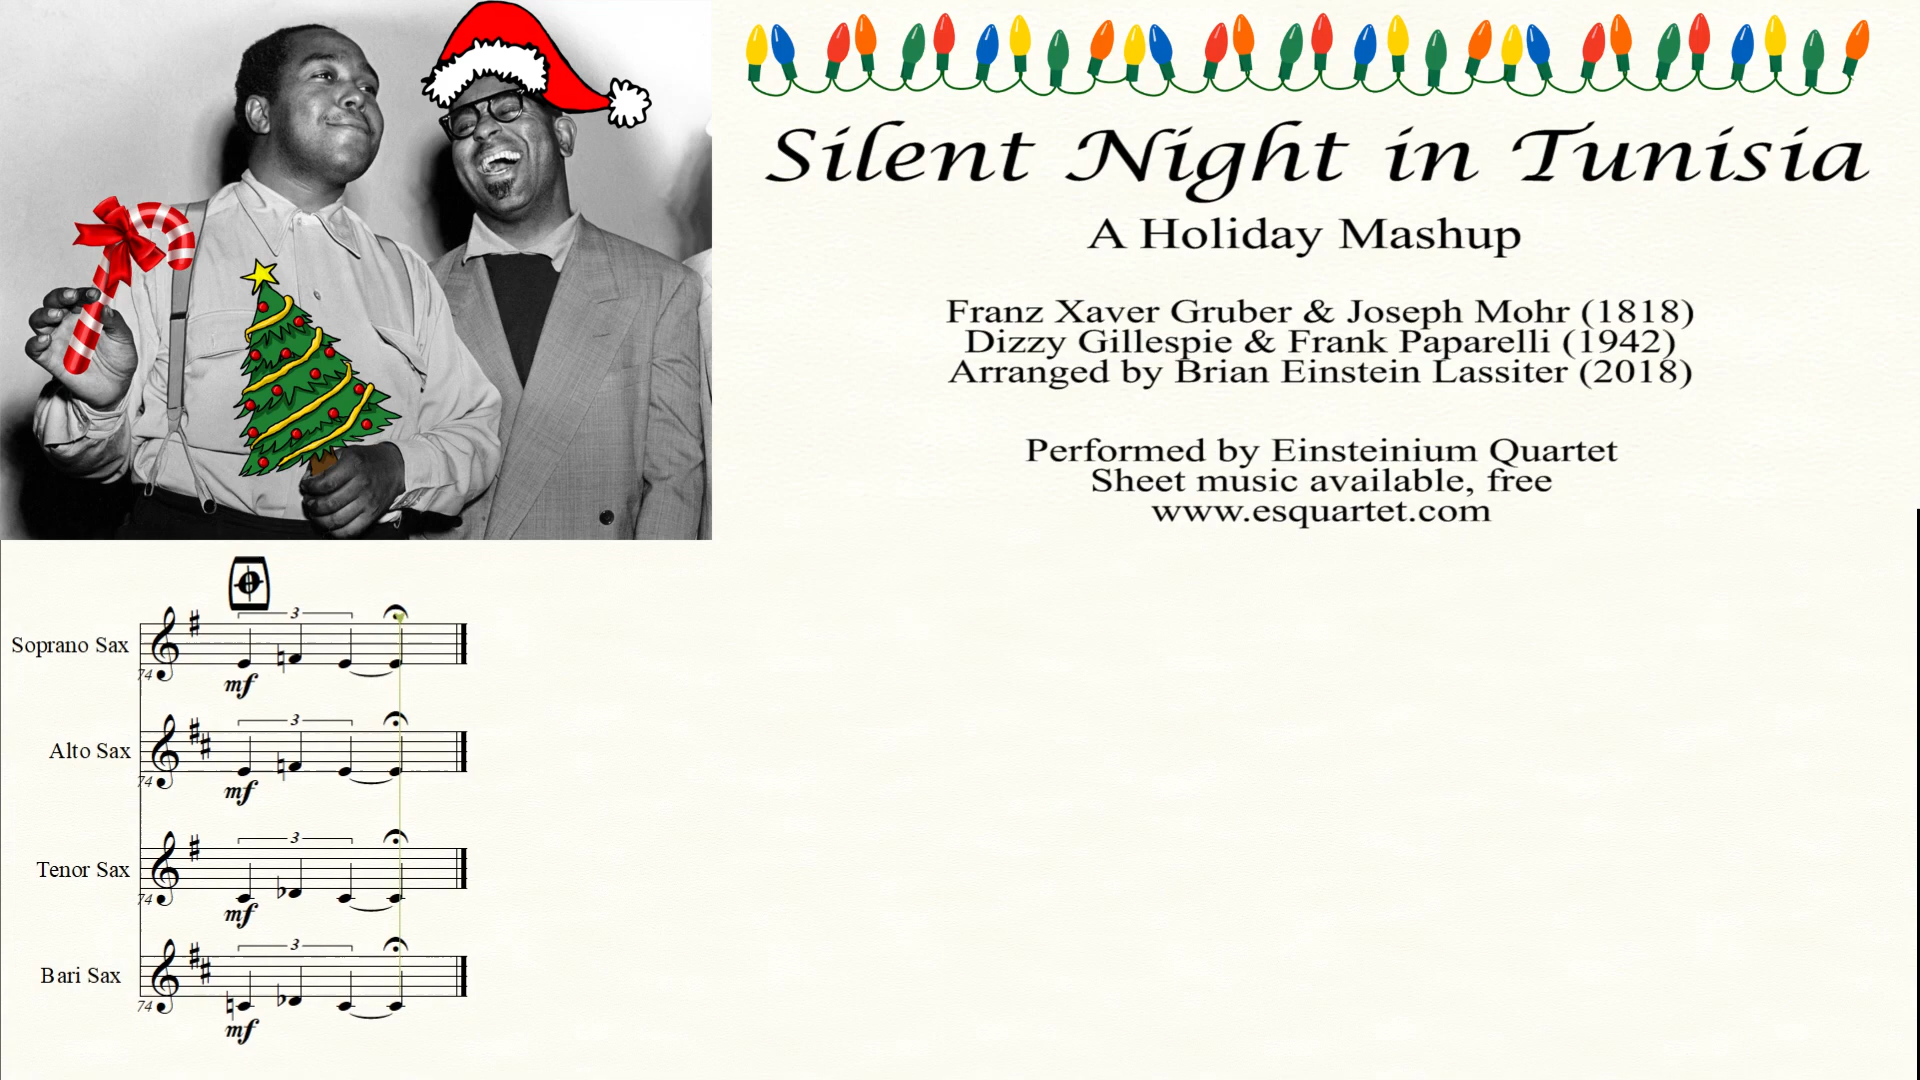 Silent Night in Tunisia
A Holiday Mashup
Franz Xaver Gruber & Joseph Mohr (1818)
Dizzy Gillespie & Frank Paparelli (1942)
Arranged by Brian Einstein Lassiter (2018)
Performed by Einsteinium Quartet
Sheet music available, free
www.esquartet.com
3
Soprano Sax
74
mf
3
Alto Sax
74
mf
3
Tenor Sax
74
mf
3
Bari Sax
74
mf